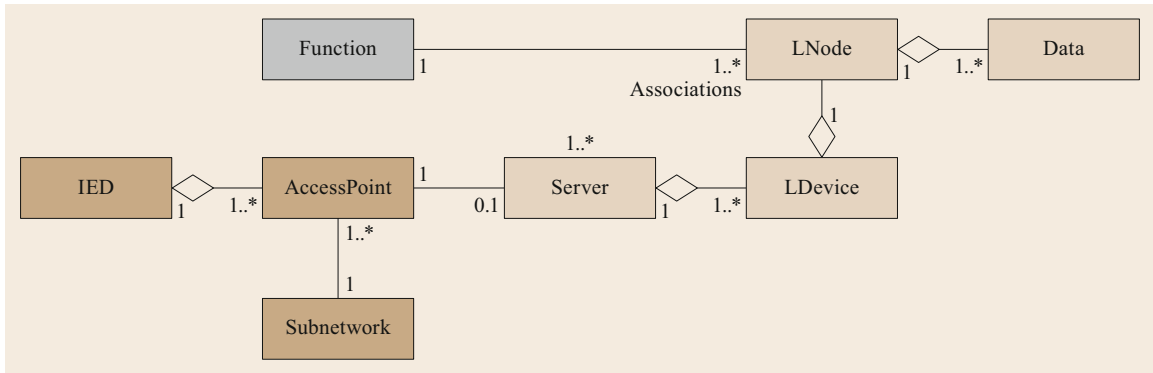 Function
1
1..*
LNode
1
1..*
Data
Associations
1
IED
1
1..*
AccessPoint
1
0.1
1..*
Server
1
1..*
LDevice
1..*
1
Subnetwork